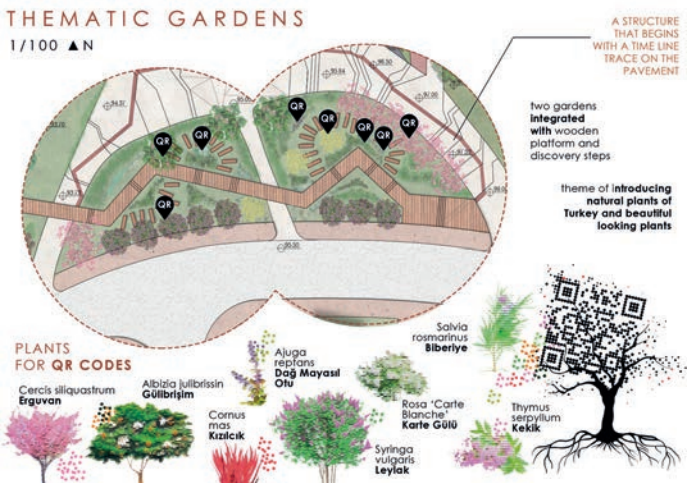 THEMATIC GARDENS
1/100 ▲N
A STRUCTURE
THAT BEGINS
WITH A TIME LINE
TRACE ON THE
PAVEMENT
two gardens
integrated
with wooden
platform and
discovery steps
theme of introducing
natural plants of
Turkey and beautiful
looking plants
QR
QR
QR
QR
QR
QR
QR
QR
PLANTS
FOR QR CODES
Cercis siliquastrum
Erguvan
Albizia julibrissin
Gülibrişim
Cornus
mas
Kızılcık
Ajuga
reptans
Dağ Mayasıl
Otu
Syringa
vulgaris
Leylak
Rosa 'Carte
Blanche'
Karte Gülü
Salvia
rosmarinus
Biberiye
Thymus
serpyllum
Kekik